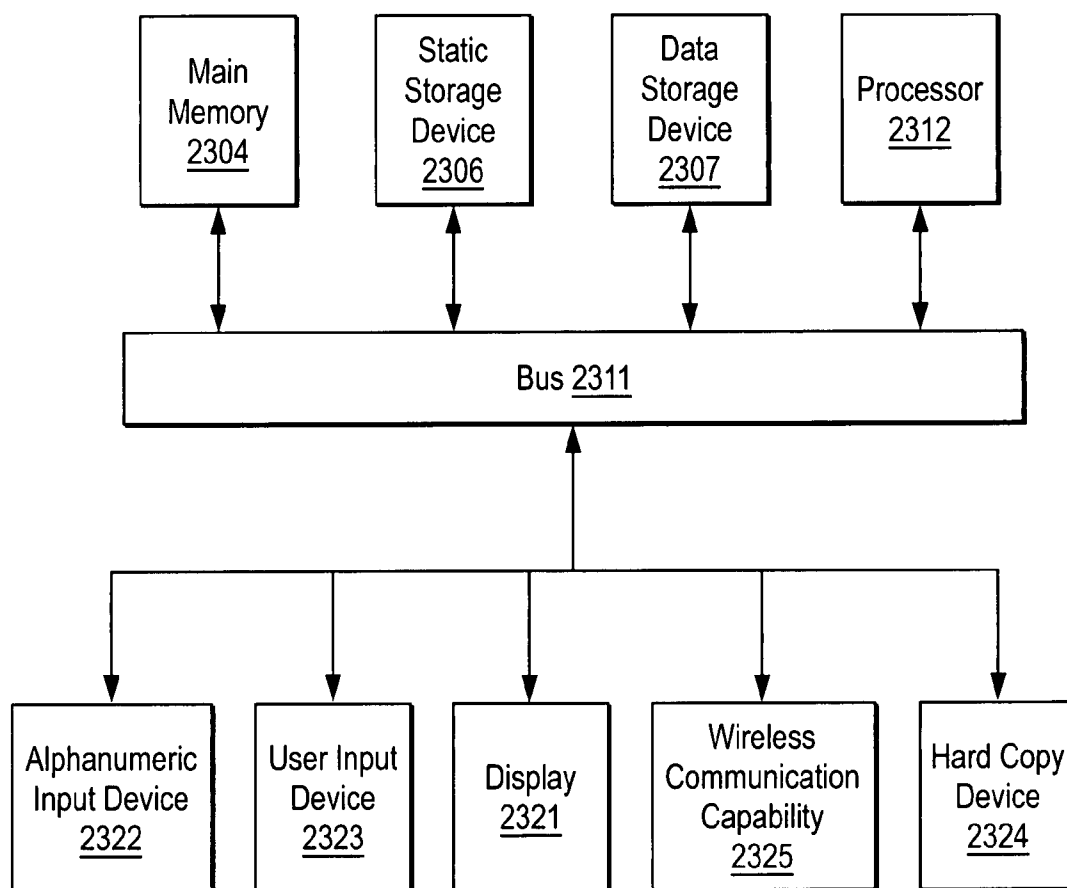 Main
Memory
2304
Static
Storage
Device
2306
Data
Storage
Device
2307
Processor
2312
Bus 2311
Alphanumeric
Input Device
2322
User Input
Device
2323
Display
2321
Wireless
Communication
Capability
2325
Hard Copy
Device
2324